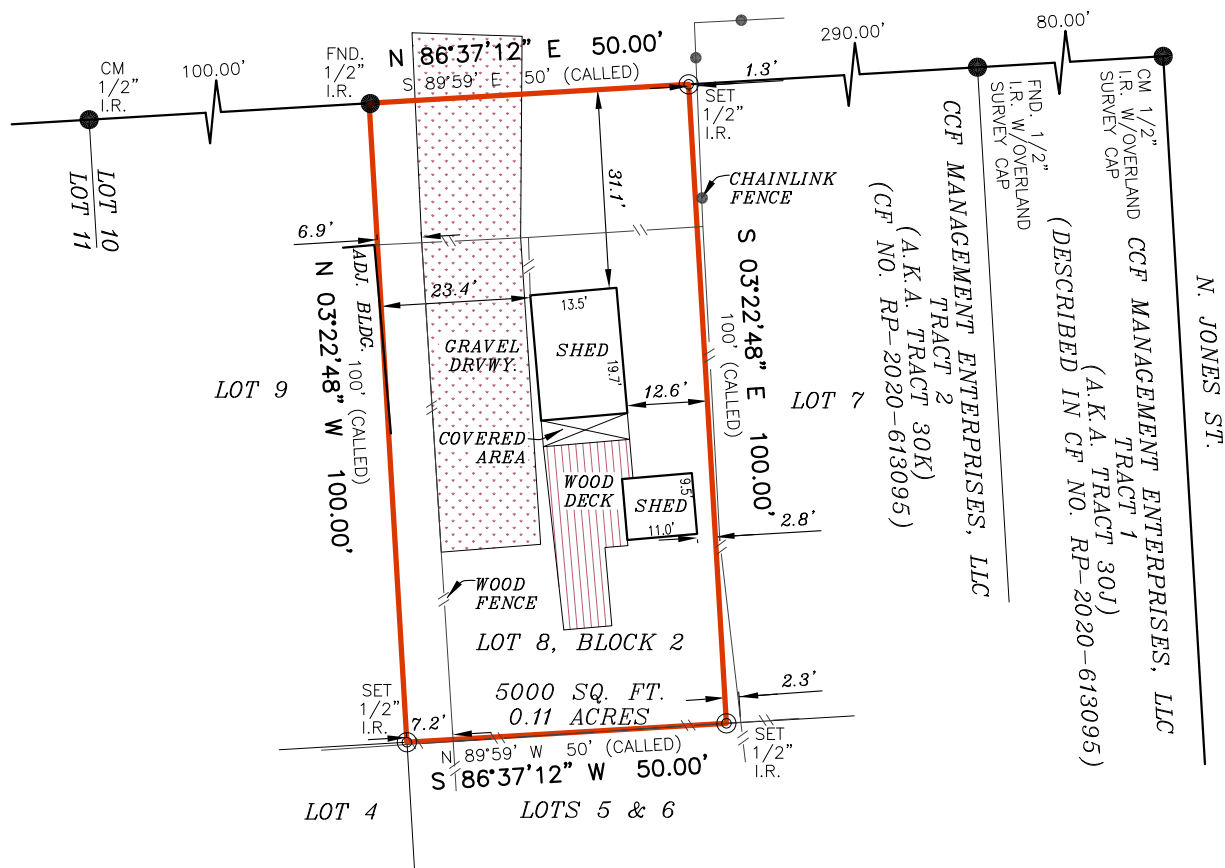 80.00'
290.00'
CM
1/2"
I.R.
100.00'
FND.
1/2"
I.R.
N 86°37'12" E 50.00'
S 89°59' E 50' (CALLED)
1.3'
SET
1/2"
I.R.
CM 1/2"
I.R. W/OVERLAND
SURVEY CAP
FND. 1/2"
I.R. W/OVERLAND
SURVEY CAP
LOT 10
LOT 11
31.1'
CHAINLINK
FENCE
6.9'
ADJ. BLDG.
N 03°22'48" W 100.00'
100' (CALLED)
23.4'
13.5'
SHED
19.7'
GRAVEL
DRVWY.
S 03°22'48" E 100.00'
100' (CALLED)
12.6'
LOT 9
LOT 7
COVERED
AREA
WOOD
DECK
9.5'
SHED
11.0'
2.8'
WOOD
FENCE
LOT 8, BLOCK 2
5000 SQ. FT.
0.11 ACRES
2.3'
SET
1/2"
I.R.
7.2'
N 89°59' W 50' (CALLED)
S 86°37'12" W 50.00'
SET
1/2"
I.R.
LOT 4
LOTS 5 & 6
CCF MANAGEMENT ENTERPRISES, LLC
TRACT 2
(A.K.A. TRACT 30K)
(CF NO. RP-2020-613095)
CCF MANAGEMENT ENTERPRISES, LLC
TRACT 1
(A.K.A. TRACT 30J)
(DESCRIBED IN CF NO. RP-2020-613095)
N. JONES ST.